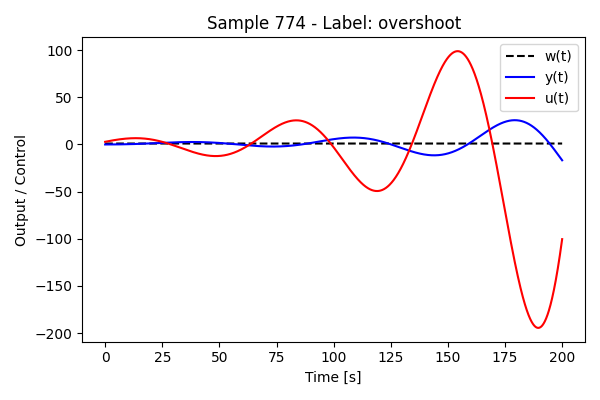 Sample 774 - Label: overshoot
w(t)
y(t)
u(t)
Output / Control
100
50
0
−50
−100
−150
−200
0 25 50 75 100 125 150 175 200
Time [s]